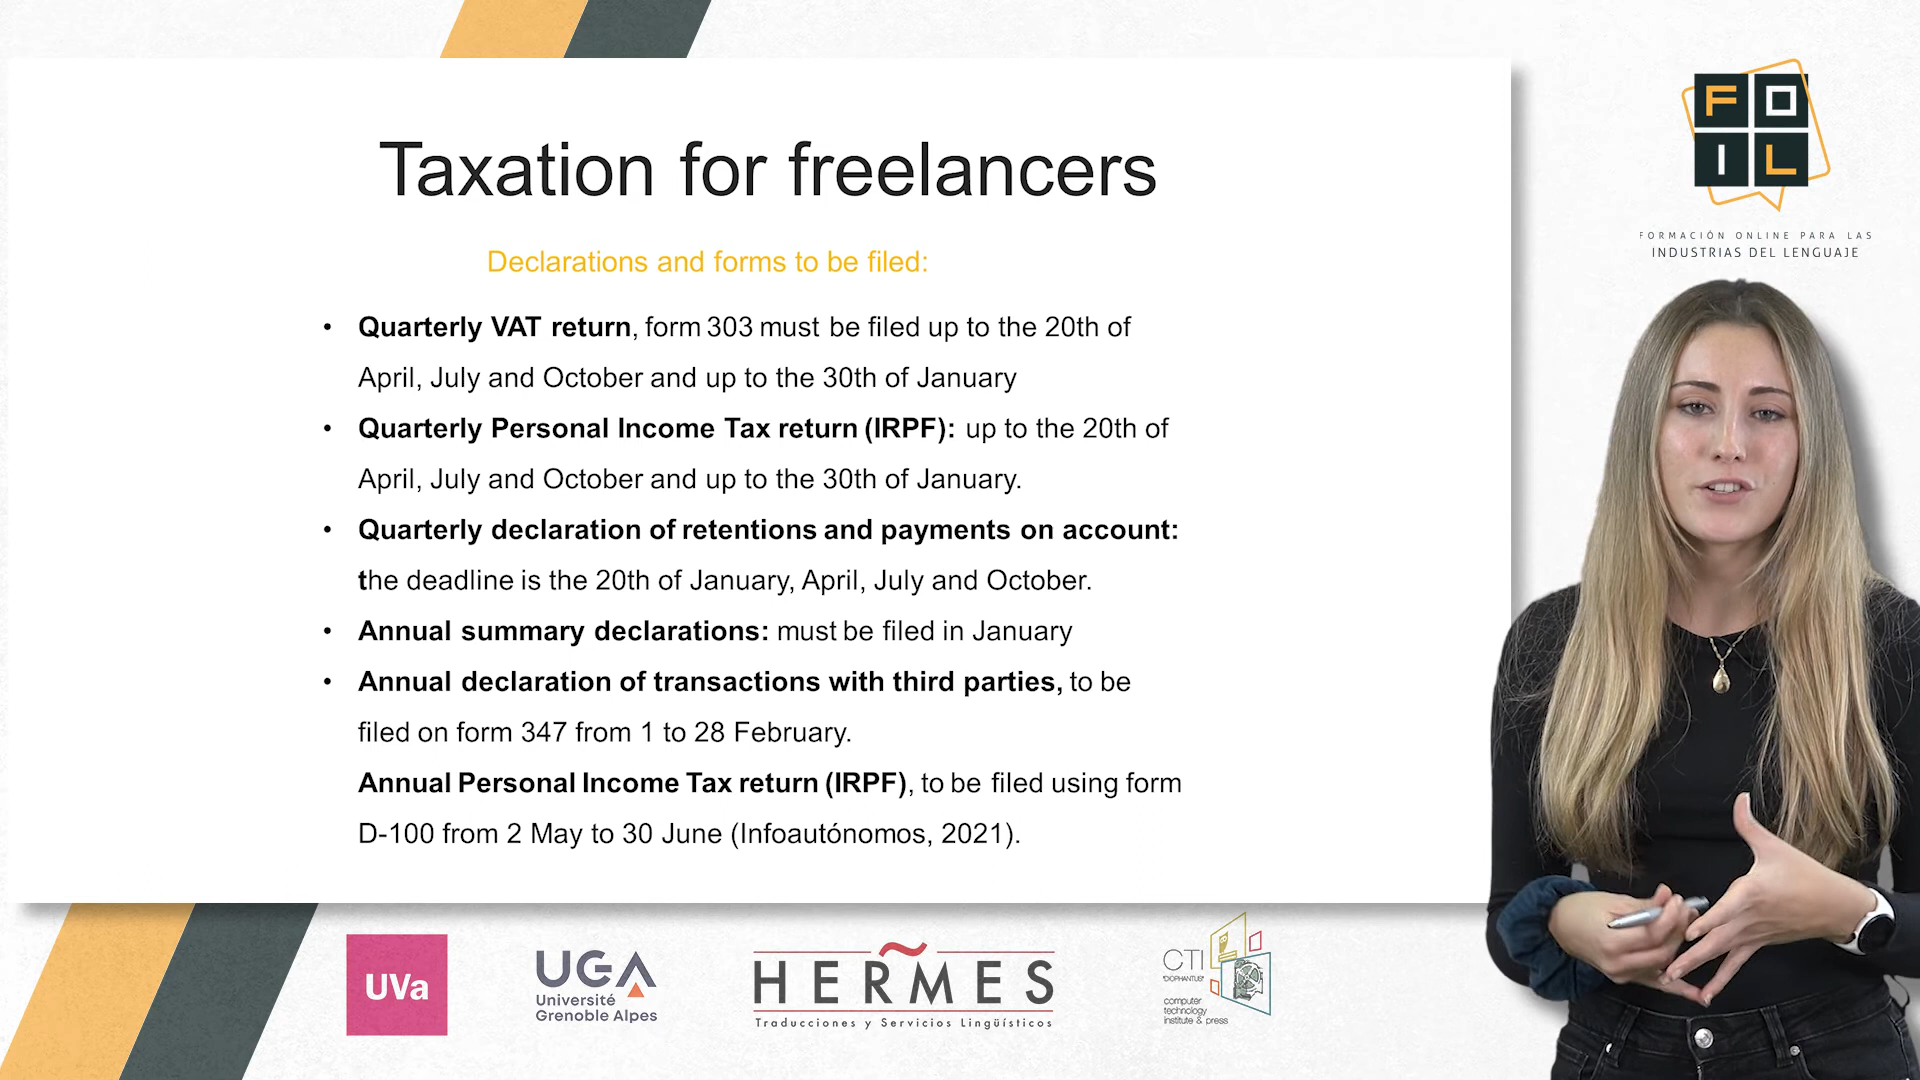 Taxation for freelancers
Declarations and forms to be filed:
• Quarterly VAT return, form 303 must be filed up to the 20th of
April, July and October and up to the 30th of January
• Quarterly Personal Income Tax return (IRPF): up to the 20th of
April, July and October and up to the 30th of January.
• Quarterly declaration of retentions and payments on account:
the deadline is the 20th of January, April, July and October.
• Annual summary declarations: must be filed in January
• Annual declaration of transactions with third parties, to be
filed on form 347 from 1 to 28 February.
Annual Personal Income Tax return (IRPF), to be filed using form
D-100 from 2 May to 30 June (Infoautónomos, 2021).
FO
IL
FORMACIÓN ONLINE PARA LAS
INDUSTRIAS DEL LENGUAJE
UVa
UGA
Université
Grenoble Alpes
HERMES
Traducciones y Servicios Lingüísticos
CTI
"DIOPHANTUS"
computer
technology
institute & press